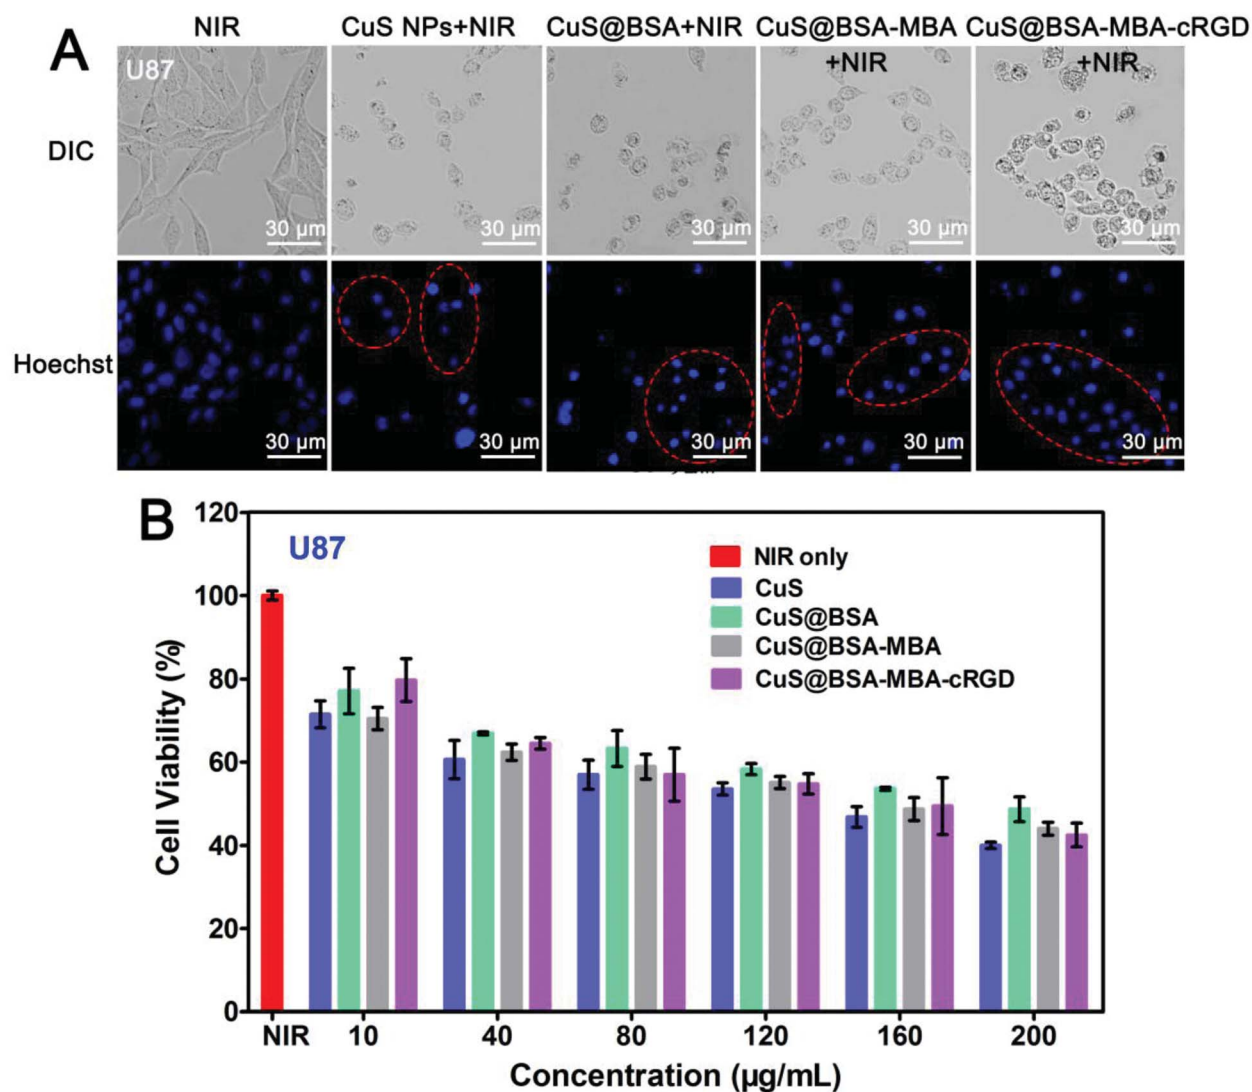 A
NIR
CuS NPs+NIR
CuS@BSA+NIR
CuS@BSA-MBA
+NIR
CuS@BSA-MBA-cRGD
+NIR
U87
DIC
30 µm
30 µm
30 µm
30 µm
30 µm
Hoechst
30 µm
30 µm
30 µm
30 µm
30 µm
B
U87
NIR only
CuS
CuS@BSA
CuS@BSA-MBA
CuS@BSA-MBA-cRGD
Cell Viability (%)
120
100
80
60
40
20
0
NIR
10
40
80
120
160
200
Concentration (µg/mL)